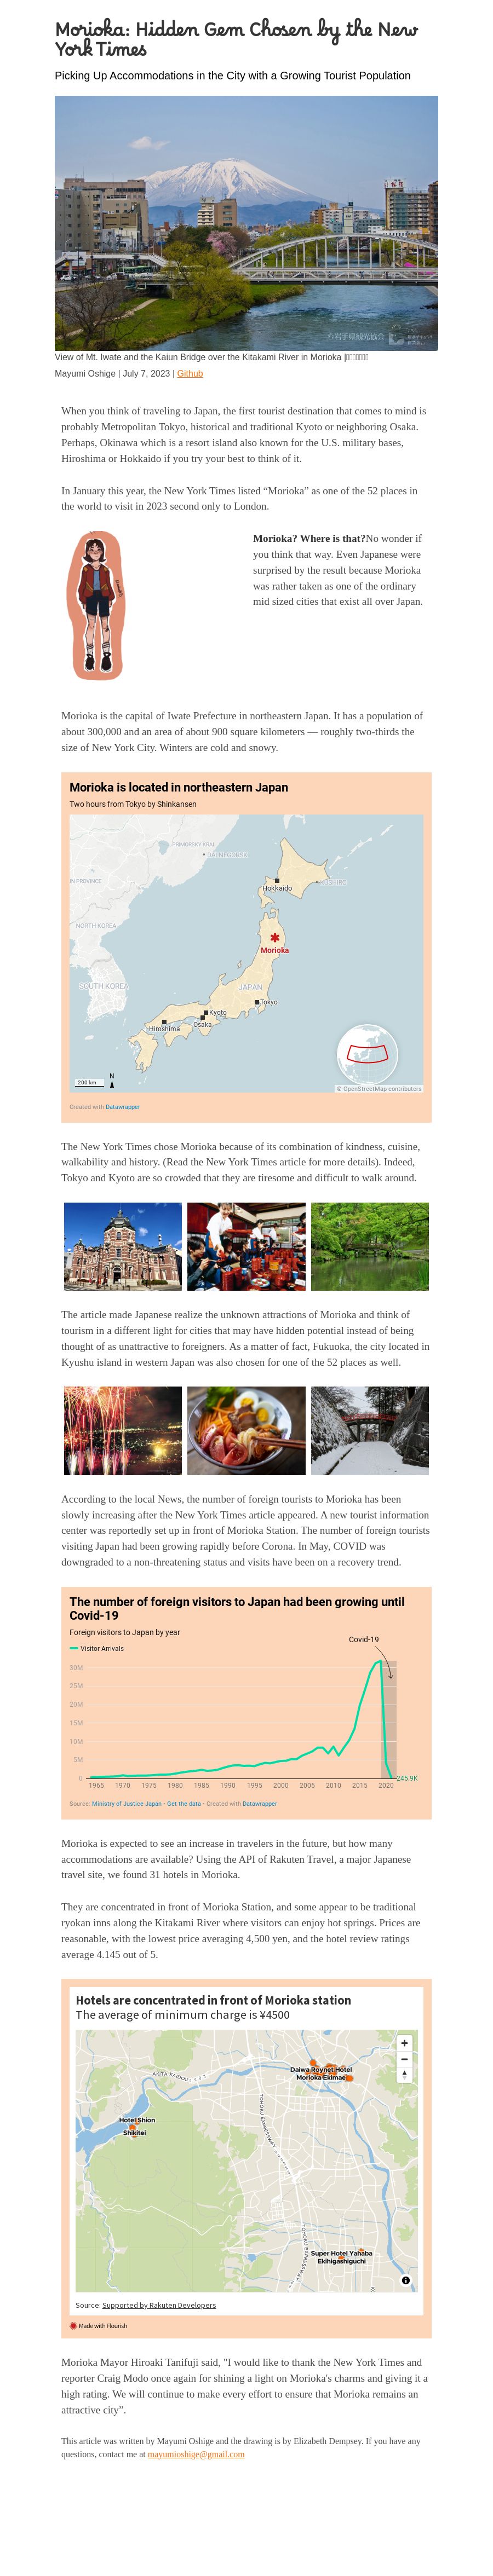 Morioka: Hidden Gem Chosen by the New
York Times
Picking Up Accommodations in the City with a Growing Tourist Population
©岩手県観光協会
View of Mt. Iwate and the Kaiun Bridge over the Kitakami River in Morioka |
Mayumi Oshige | July 7, 2023 | Github
When you think of traveling to Japan, the first tourist destination that comes to mind is
probably Metropolitan Tokyo, historical and traditional Kyoto or neighboring Osaka.
Perhaps, Okinawa which is a resort island also known for the U.S. military bases,
Hiroshima or Hokkaido if you try your best to think of it.
In January this year, the New York Times listed “Morioka” as one of the 52 places in
the world to visit in 2023 second only to London.
Morioka? Where is that?No wonder if
you think that way. Even Japanese were
surprised by the result because Morioka
was rather taken as one of the ordinary
mid sized cities that exist all over Japan.
Morioka is the capital of Iwate Prefecture in northeastern Japan. It has a population of
about 300,000 and an area of about 900 square kilometers — roughly two-thirds the
size of New York City. Winters are cold and snowy.
Morioka is located in northeastern Japan
Two hours from Tokyo by Shinkansen
PRIMORSKY KRAI
DALNEGORSK
IN PROVINCE
Hokkaido
NORTH KOREA
Morioka
SOUTH KOREA
JAPAN
Tokyo
Kyoto
Osaka
Hiroshima
N
200 km
© OpenStreetMap contributors
Created with Datawrapper
The New York Times chose Morioka because of its combination of kindness, cuisine,
walkability and history. (Read the New York Times article for more details). Indeed,
Tokyo and Kyoto are so crowded that they are tiresome and difficult to walk around.
The article made Japanese realize the unknown attractions of Morioka and think of
tourism in a different light for cities that may have hidden potential instead of being
thought of as unattractive to foreigners. As a matter of fact, Fukuoka, the city located in
Kyushu island in western Japan was also chosen for one of the 52 places as well.
According to the local News, the number of foreign tourists to Morioka has been
slowly increasing after the New York Times article appeared. A new tourist information
center was reportedly set up in front of Morioka Station. The number of foreign tourists
visiting Japan had been growing rapidly before Corona. In May, COVID was
downgraded to a non-threatening status and visits have been on a recovery trend.
The number of foreign visitors to Japan had been growing until
Covid-19
Foreign visitors to Japan by year
Covid-19
Visitor Arrivals
30M
25M
20M
15M
10M
5M
0
245.9K
1965 1970 1975 1980 1985 1990 1995 2000 2005 2010 2015 2020
Source: Ministry of Justice Japan • Get the data • Created with Datawrapper
Morioka is expected to see an increase in travelers in the future, but how many
accommodations are available? Using the API of Rakuten Travel, a major Japanese
travel site, we found 31 hotels in Morioka.
They are concentrated in front of Morioka Station, and some appear to be traditional
ryokan inns along the Kitakami River where visitors can enjoy hot springs. Prices are
reasonable, with the lowest price averaging 4,500 yen, and the hotel review ratings
average 4.145 out of 5.
Hotels are concentrated in front of Morioka station
The average of minimum charge is ¥4500
Daiwa Roynet Hotel
Morioka Ekimae
AKITA KAIDOU
TOHOKU EXPRESSWAY
Hotel Shion
Shikitei
TOHOKU EXPRESSWAY
Super Hotel Yahaba
Ekihigashiguchi
Source: Supported by Rakuten Developers
Made with Flourish
Morioka Mayor Hiroaki Tanifuji said, "I would like to thank the New York Times and
reporter Craig Modo once again for shining a light on Morioka's charms and giving it a
high rating. We will continue to make every effort to ensure that Morioka remains an
attractive city”.
This article was written by Mayumi Oshige and the drawing is by Elizabeth Dempsey. If you have any
questions, contact me at mayumioshige@gmail.com